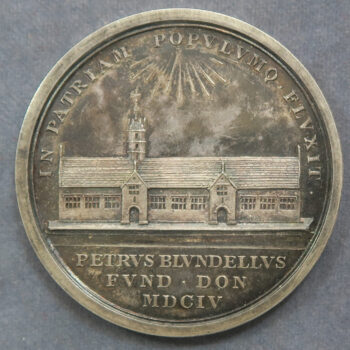 IN PATRIAM POPVLVMQ FLVXIT.
PETRVS BLVNDELLVS
FVND · DON
MDCIV